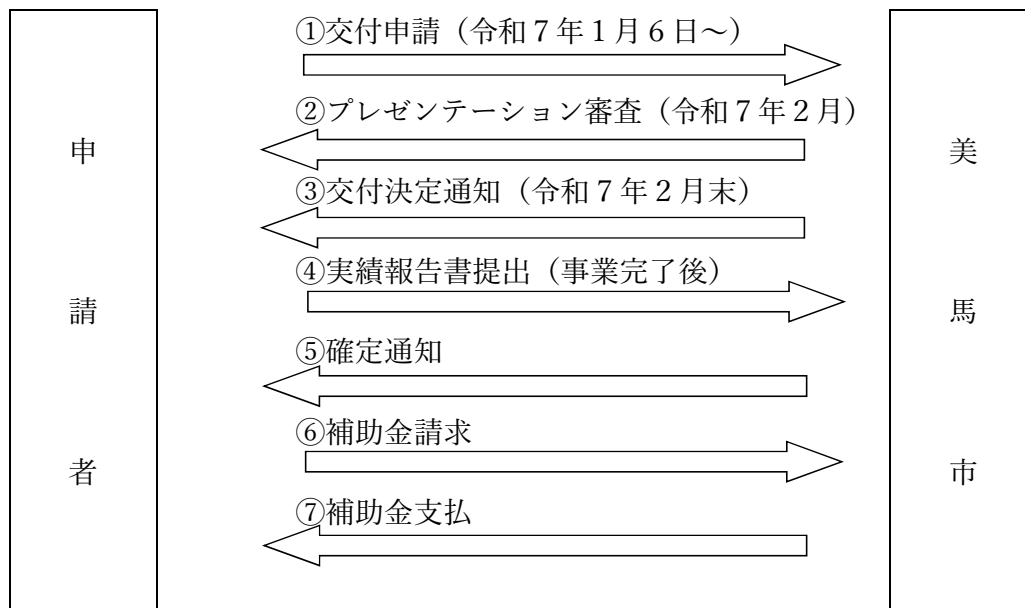 ①交付申請（令和７年１月６日～）
②プレゼンテーション審査（令和７年２月）
③交付決定通知（令和７年２月末）
④実績報告書提出（事業完了後）
⑤確定通知
⑥補助金請求
⑦補助金支払
申請者
美馬市